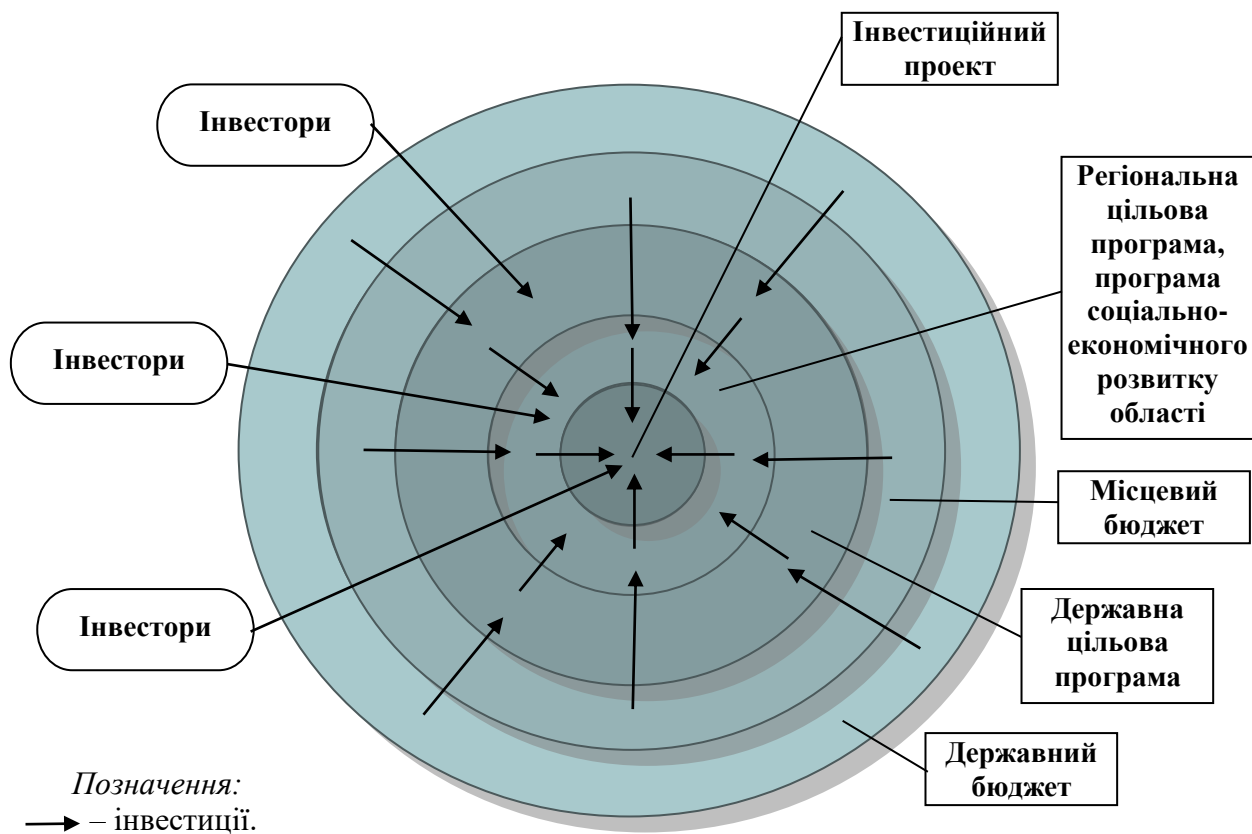 Інвестиційний
проект
Інвестори
Регіональна
цільова
програма,
програма
соціально-
економічного
розвитку
області
Інвестори
Місцевий
бюджет
Інвестори
Державна
цільова
програма
Державний
бюджет
Позначення:
– інвестиції.